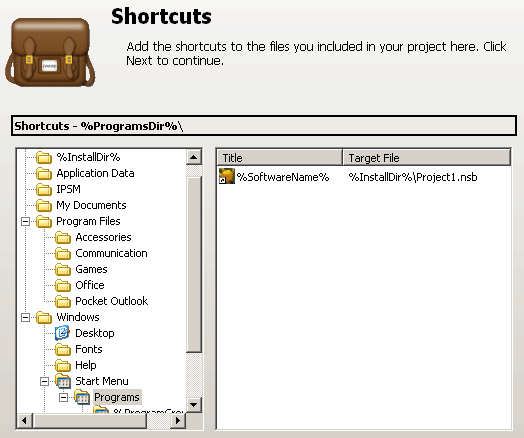 Shortcuts
Add the shortcuts to the files you included in your project here. Click
Next to continue.
Shortcuts - %ProgramsDir%\
Title Target File
%SoftwareName% %InstallDir%\Project1.nsb
%InstallDir%
Application Data
IPSM
My Documents
Program Files
Accessories
Communication
Games
Office
Pocket Outlook
Windows
Desktop
Fonts
Help
Start Menu
Programs